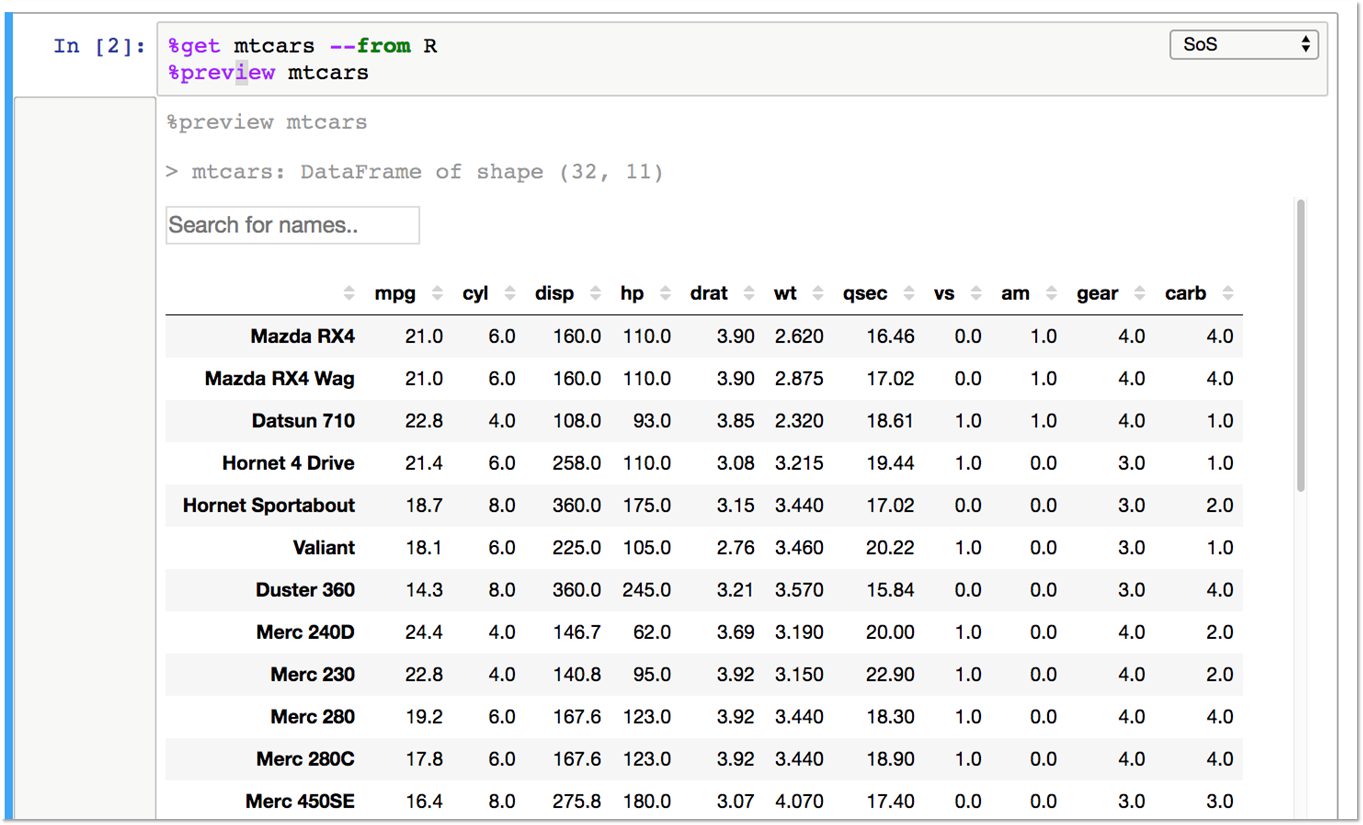 In [2]: %get mtcars --from R SoS
%preview mtcars
%preview mtcars
> mtcars: DataFrame of shape (32, 11)
Search for names..
mpg cyl disp hp drat wt qsec vs am gear carb
Mazda RX4 21.0 6.0 160.0 110.0 3.90 2.620 16.46 0.0 1.0 4.0 4.0
Mazda RX4 Wag 21.0 6.0 160.0 110.0 3.90 2.875 17.02 0.0 1.0 4.0 4.0
Datsun 710 22.8 4.0 108.0 93.0 3.85 2.320 18.61 1.0 1.0 4.0 1.0
Hornet 4 Drive 21.4 6.0 258.0 110.0 3.08 3.215 19.44 1.0 0.0 3.0 1.0
Hornet Sportabout 18.7 8.0 360.0 175.0 3.15 3.440 17.02 0.0 0.0 3.0 2.0
Valiant 18.1 6.0 225.0 105.0 2.76 3.460 20.22 1.0 0.0 3.0 1.0
Duster 360 14.3 8.0 360.0 245.0 3.21 3.570 15.84 0.0 0.0 3.0 4.0
Merc 240D 24.4 4.0 146.7 62.0 3.69 3.190 20.00 1.0 0.0 4.0 2.0
Merc 230 22.8 4.0 140.8 95.0 3.92 3.150 22.90 1.0 0.0 4.0 2.0
Merc 280 19.2 6.0 167.6 123.0 3.92 3.440 18.30 1.0 0.0 4.0 4.0
Merc 280C 17.8 6.0 167.6 123.0 3.92 3.440 18.90 1.0 0.0 4.0 4.0
Merc 450SE 16.4 8.0 275.8 180.0 3.07 4.070 17.40 0.0 0.0 3.0 3.0